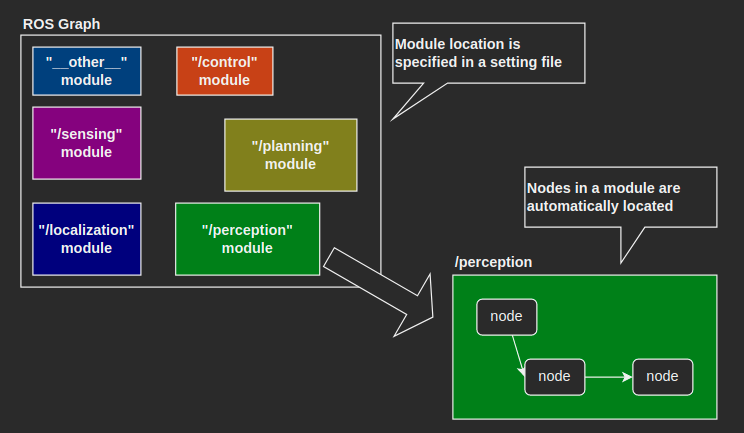 ROS Graph
"__other__"
module
"/control"
module
Module location is
specified in a setting file
"/sensing"
module
"/planning"
module
Nodes in a module are
automatically located
"/localization"
module
"/perception"
module
/perception
node
node
node